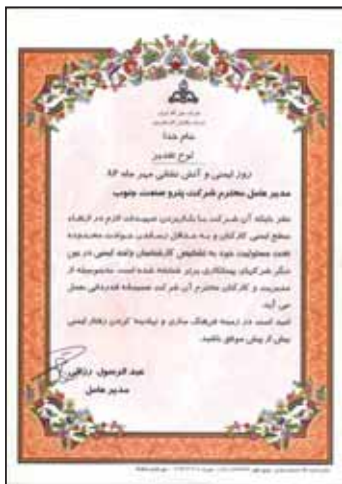 بنام خدا
لوح تقدیر
روز ایمنی و آتش نشانی مهر ماه ۸۶
مدیر عامل محترم شرکت پترو صنعت جنوب
نظر باینکه آن شرکت با بکاربردن تمهیدات لازم در ارتقاء
سطح ایمنی کارکنان و به حداقل رساندن حوادث محدوده
تحت مسئولیت خود به تشخیص کارشناسان واحد ایمنی در بین
دیگر شرکتهای پیمانکاری برتر شناخته شده است، بدینوسیله از
مدیریت و کارکنان محترم آن شرکت صمیمانه قدردانی بعمل
می آید.
امید است در زمینه فرهنگ سازی و نهادینه کردن رفتار ایمنی
بیش از پیش موفق باشید.
عبدالرسول رزاقی
مدیر عامل